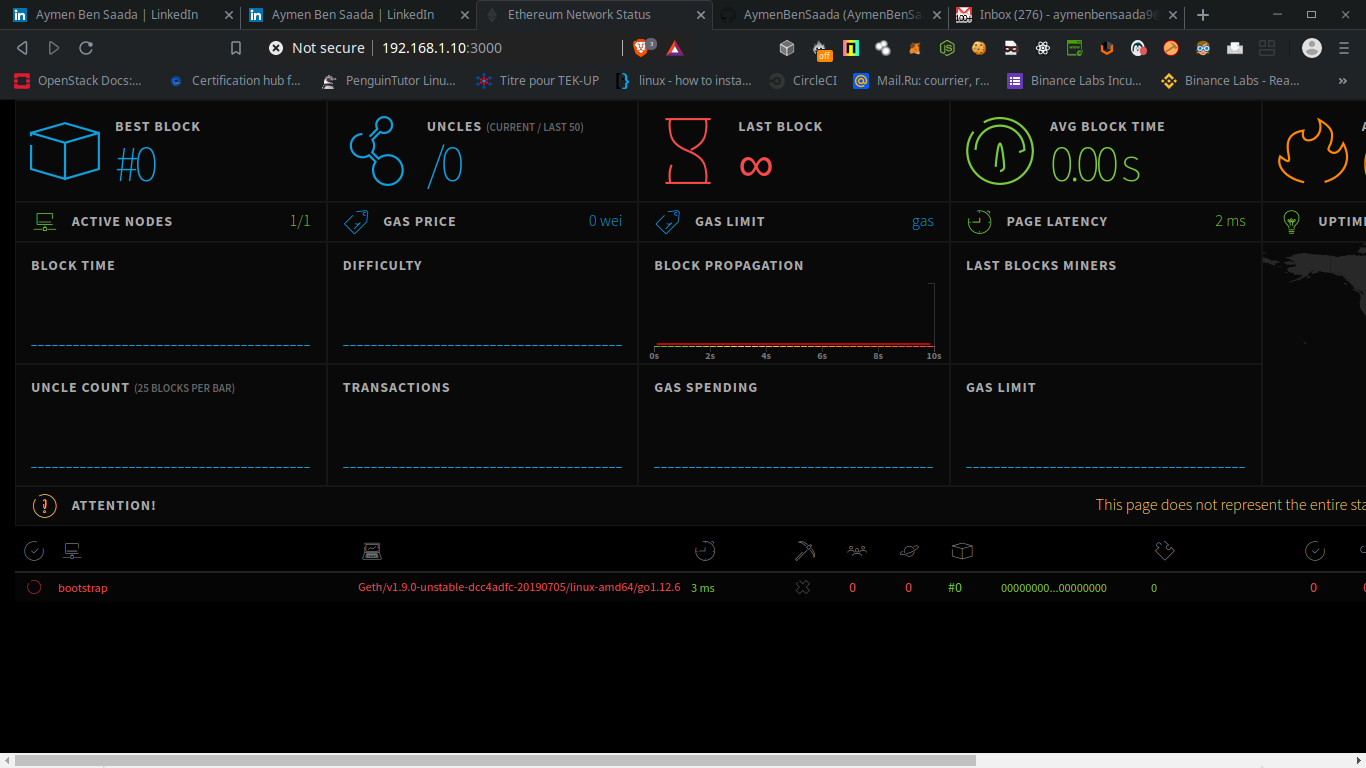 Aymen Ben Saada | LinkedIn
Aymen Ben Saada | LinkedIn
Ethereum Network Status
AymenBenSaada (AymenBenSa
Inbox (276) - aymenbensaada9
Not secure | 192.168.1.10:3000
OpenStack Docs:...
Certification hub f...
PenguinTutor Linu...
Titre pour TEK-UP
linux - how to insta...
CircleCI
Mail.Ru: courrier, r...
Binance Labs Incu...
Binance Labs - Rea...
BEST BLOCK
#0
UNCLES (CURRENT / LAST 50)
/0
LAST BLOCK
∞
AVG BLOCK TIME
0.00 s
ACTIVE NODES 1/1
GAS PRICE 0 wei
GAS LIMIT gas
PAGE LATENCY 2 ms
UPTIM
BLOCK TIME
DIFFICULTY
BLOCK PROPAGATION
0s 2s 4s 6s 8s 10s
LAST BLOCKS MINERS
UNCLE COUNT (25 BLOCKS PER BAR)
TRANSACTIONS
GAS SPENDING
GAS LIMIT
ATTENTION!
This page does not represent the entire sta
bootstrap Geth/v1.9.0-unstable-dcc4adfc-20190705/linux-amd64/go1.12.6 3 ms 0 0 #0 00000000...00000000 0 0